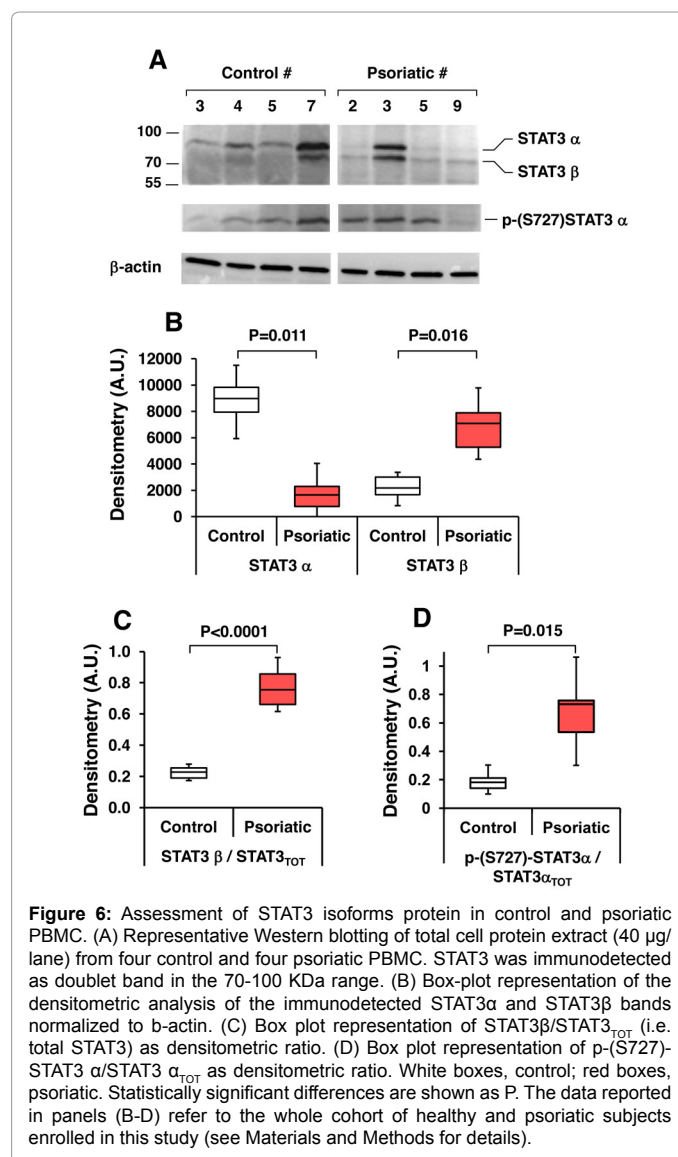 A
Control # Psoriatic #
3 4 5 7 2 3 5 9
100
70
55
STAT3 α
STAT3 β
p-(S727)STAT3 α
β-actin
B
P=0.011 P=0.016
Densitometry (A.U.)
12000
10000
8000
6000
4000
2000
0
Control Psoriatic Control Psoriatic
STAT3 α STAT3 β
C
P<0.0001
Densitometry (A.U.)
1.0
0.8
0.6
0.4
0.2
0.0
Control Psoriatic
STAT3 β / STAT3TOT
D
P=0.015
Densitometry (A.U.)
1
0.8
0.6
0.4
0.2
0
Control Psoriatic
p-(S727)-STAT3α /
STAT3αTOT
Figure 6: Assessment of STAT3 isoforms protein in control and psoriatic
PBMC. (A) Representative Western blotting of total cell protein extract (40 µg/
lane) from four control and four psoriatic PBMC. STAT3 was immunodetected
as doublet band in the 70-100 KDa range. (B) Box-plot representation of the
densitometric analysis of the immunodetected STAT3α and STAT3β bands
normalized to b-actin. (C) Box plot representation of STAT3β/STAT3TOT (i.e.
total STAT3) as densitometric ratio. (D) Box plot representation of p-(S727)-
STAT3 α/STAT3 αTOT as densitometric ratio. White boxes, control; red boxes,
psoriatic. Statistically significant differences are shown as P. The data reported
in panels (B-D) refer to the whole cohort of healthy and psoriatic subjects
enrolled in this study (see Materials and Methods for details).